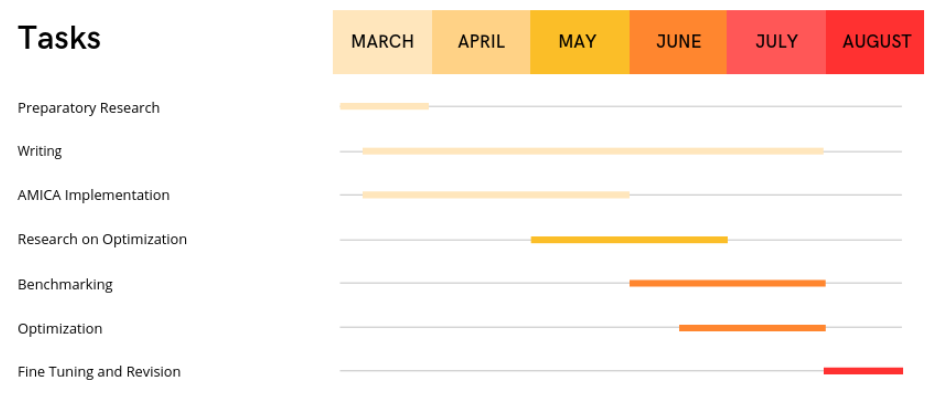 Tasks
MARCH APRIL MAY JUNE JULY AUGUST
Preparatory Research
Writing
AMICA Implementation
Research on Optimization
Benchmarking
Optimization
Fine Tuning and Revision